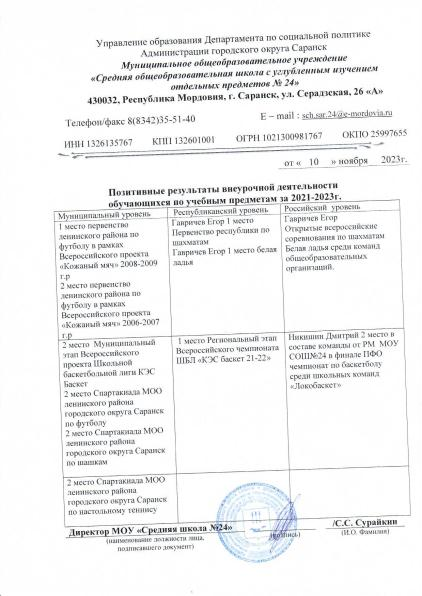 Управление образования Департамента по социальной политике
Администрации городского округа Саранск
Муниципальное общеобразовательное учреждение
«Средняя общеобразовательная школа с углубленным изучением
отдельных предметов № 24»
430032, Республика Мордовия, г. Саранск, ул. Серадзская, 26 «А»
Телефон/факс 8(8342)35-51-40 E – mail : sch.sar.24@e-mordovia.ru
ИНН 1326135767 КПП 132601001 ОГРН 1021300981767 ОКПО 25997655
от « 10 » ноября 2023г.
Позитивные результаты внеурочной деятельности
обучающихся по учебным предметам за 2021-2023г.
Муниципальный уровень
Республиканский уровень
Российский уровень
1 место первенство
ленинского района по
футболу в рамках
Всероссийского проекта
«Кожаный мяч» 2008-2009
г.р
2 место первенство
ленинского района по
футболу в рамках
Всероссийского проекта
«Кожаный мяч» 2006-2007
г.р
Гавричев Егор 1 место
Первенство республики по
шахматам
Гавричев Егор 1 место белая
ладья
Гавричев Егор
Открытые всероссийские
соревнования по шахматам
Белая ладья среди команд
общеобразовательных
организаций.
2 место Муниципальный
этап Всероссийского
проекта Школьной
баскетбольной лиги КЭС
Баскет
2 место Спартакиада МОО
ленинского района
городского округа Саранск
по футболу
2 место Спартакиада МОО
ленинского района
городского округа Саранск
по шашкам
1 место Региональный этап
Всероссийского чемпионата
ШБЛ «КЭС баскет 21-22»
Никишин Дмитрий 2 место в
составе команды от РМ МОУ
СОШ№24 в финале ПФО
чемпионат по баскетболу
среди школьных команд
«Локобаскет»
2 место Спартакиада МОО
ленинского района
городского округа Саранск
по настольному теннису
Директор МОУ «Средняя школа №24» /С.С. Сурайкин
(наименование должности лица, (подпись) (И.О. Фамилия)
подписавшего документ)